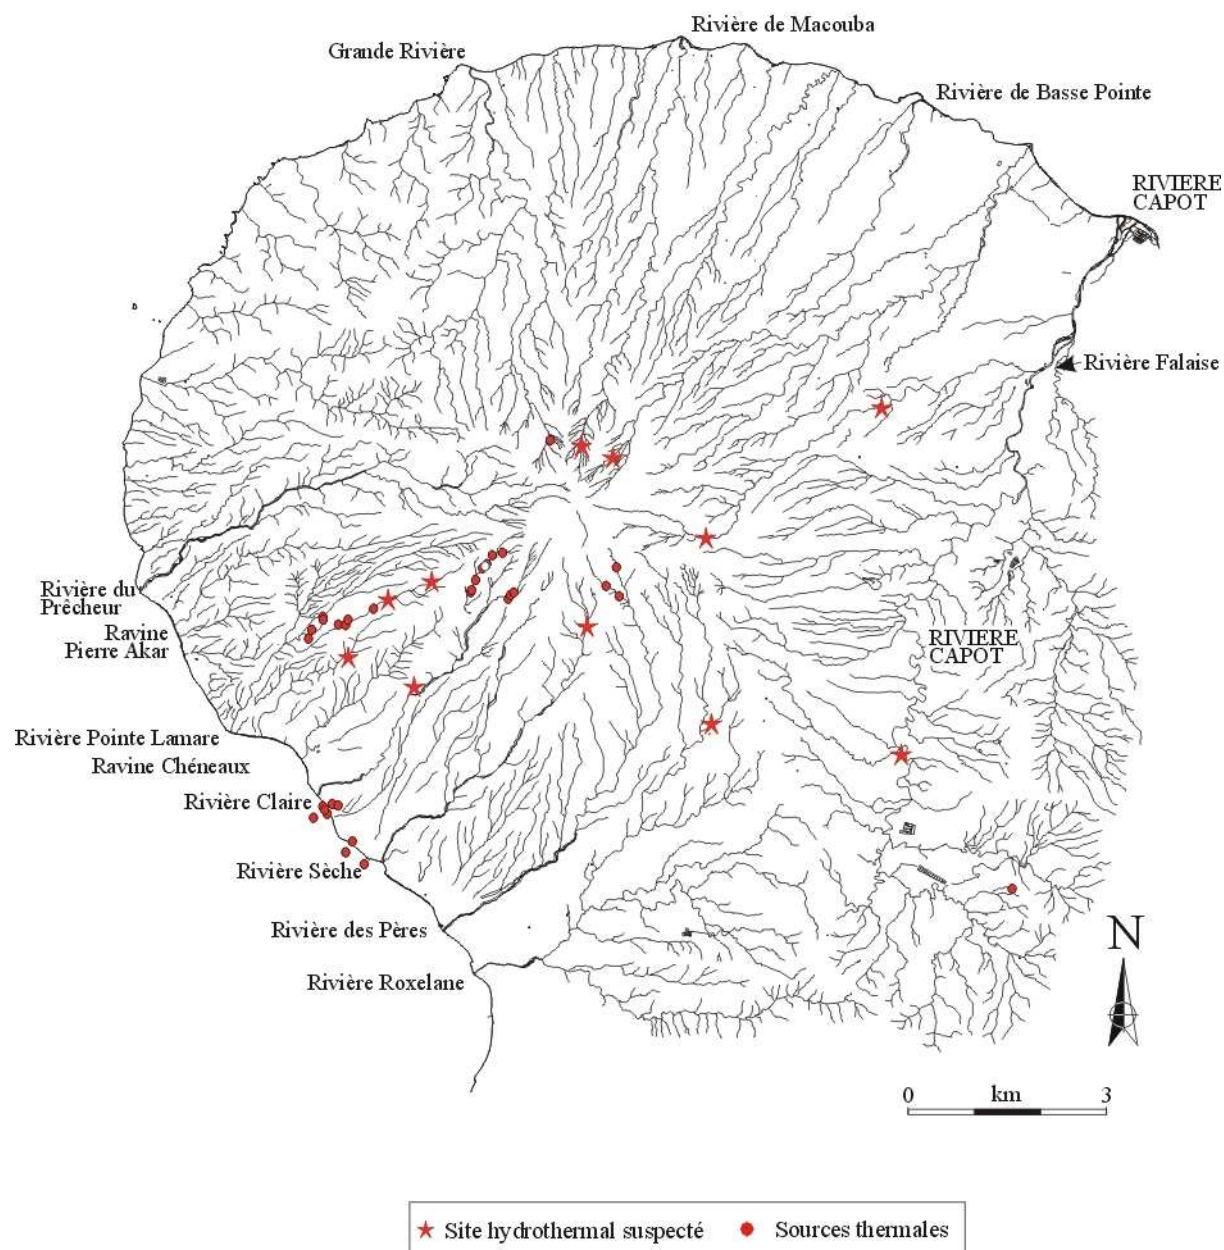 Rivière de Macouba
Grande Rivière
Rivière de Basse Pointe
RIVIERE
CAPOT
Rivière Falaise
Rivière du
Prêcheur
Ravine
Pierre Akar
RIVIERE
CAPOT
Rivière Pointe Lamare
Ravine Chéneaux
Rivière Claire
Rivière Sèche
Rivière des Pères
Rivière Roxelane
N
0 km 3
Site hydrothermal suspecté Sources thermales